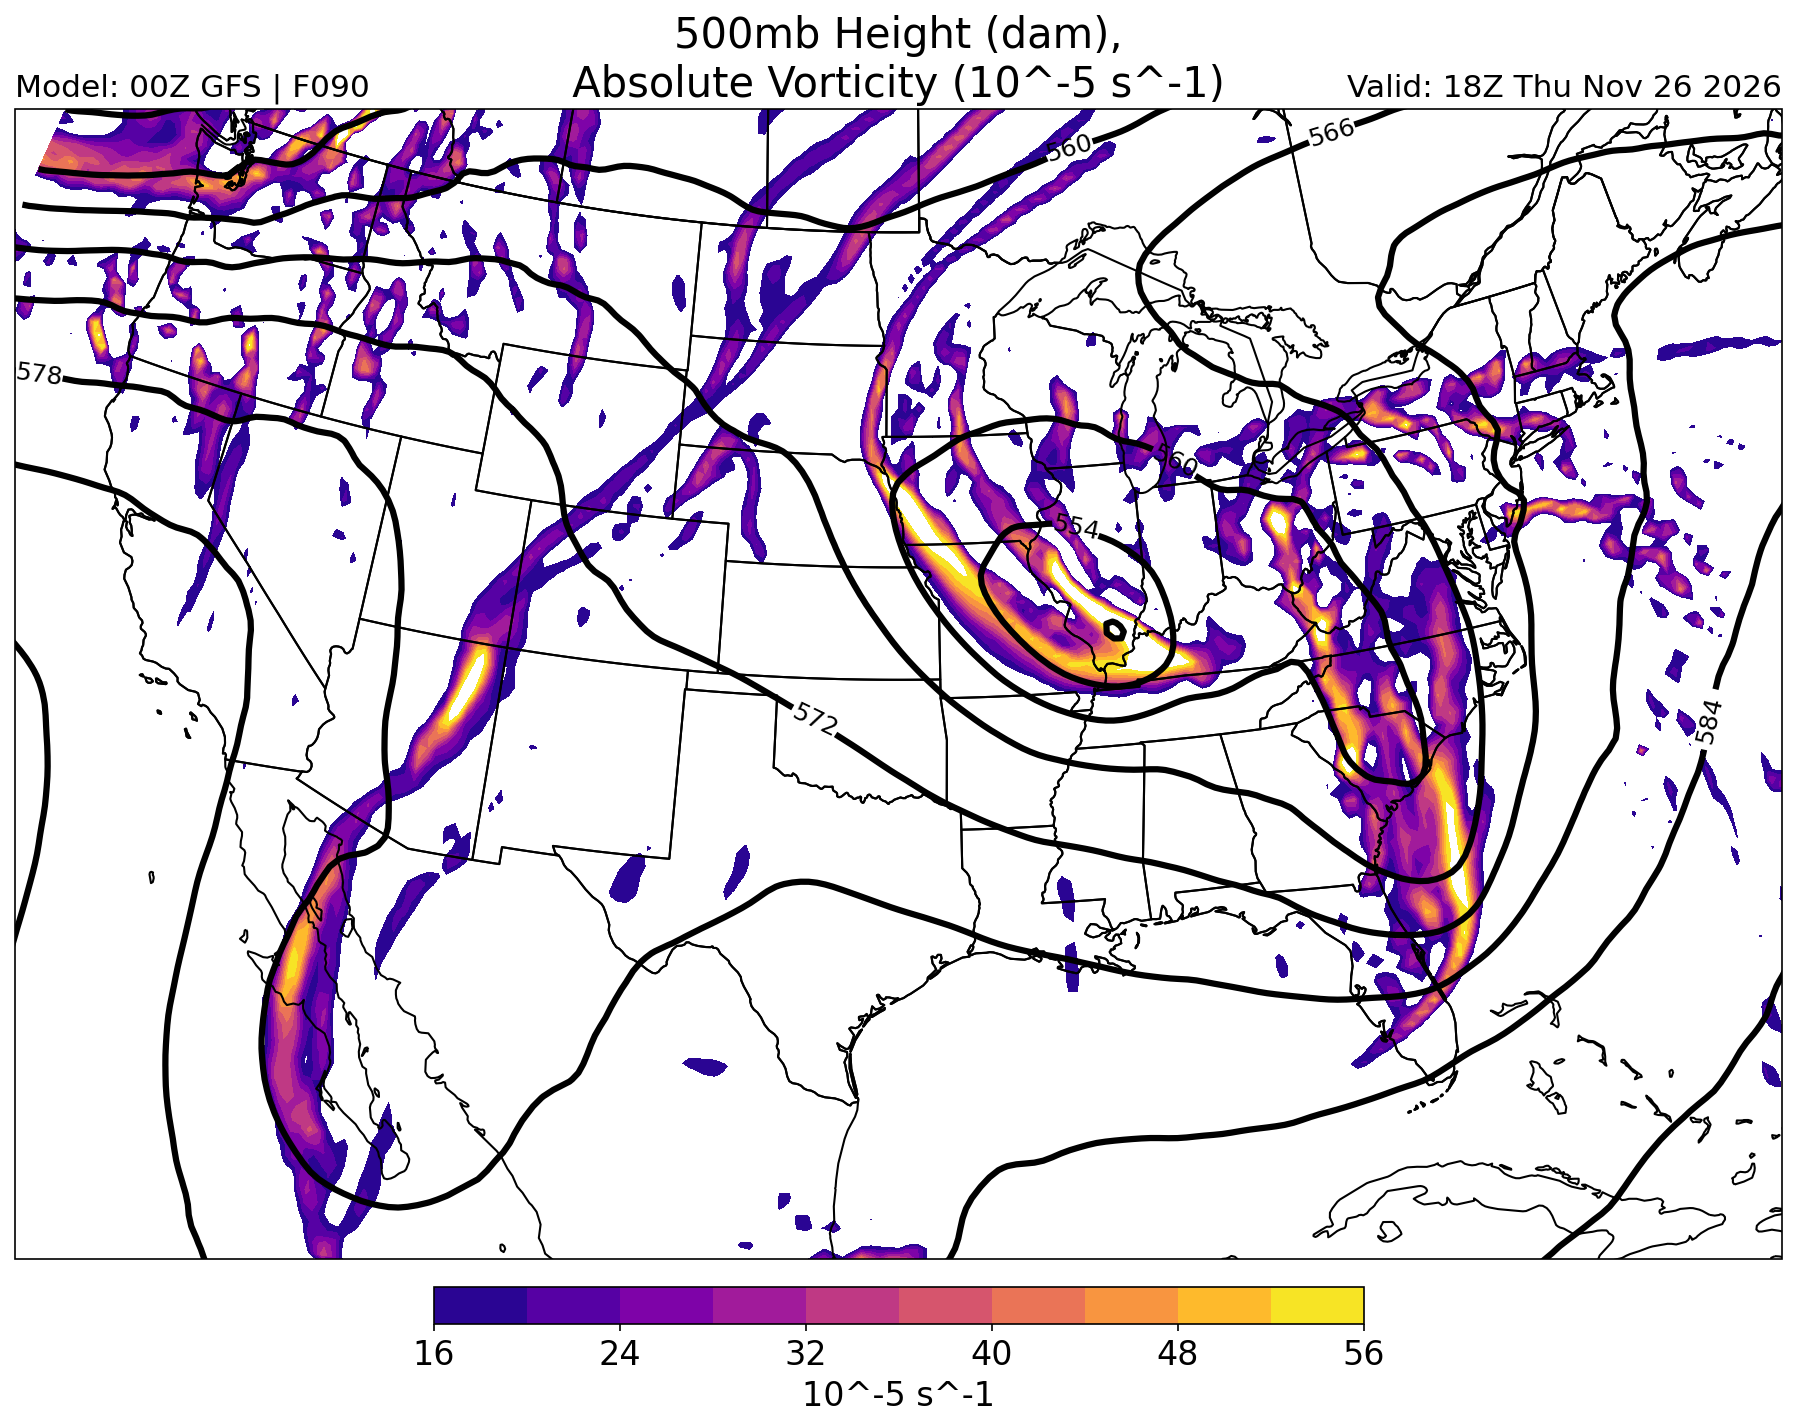 500mb Height (dam),
Absolute Vorticity (10^-5 s^-1)
Model: 00Z GFS | F090
Valid: 18Z Thu Nov 26 2026
560
566
578
560
554
572
584
16
24
32
40
48
56
10^-5 s^-1